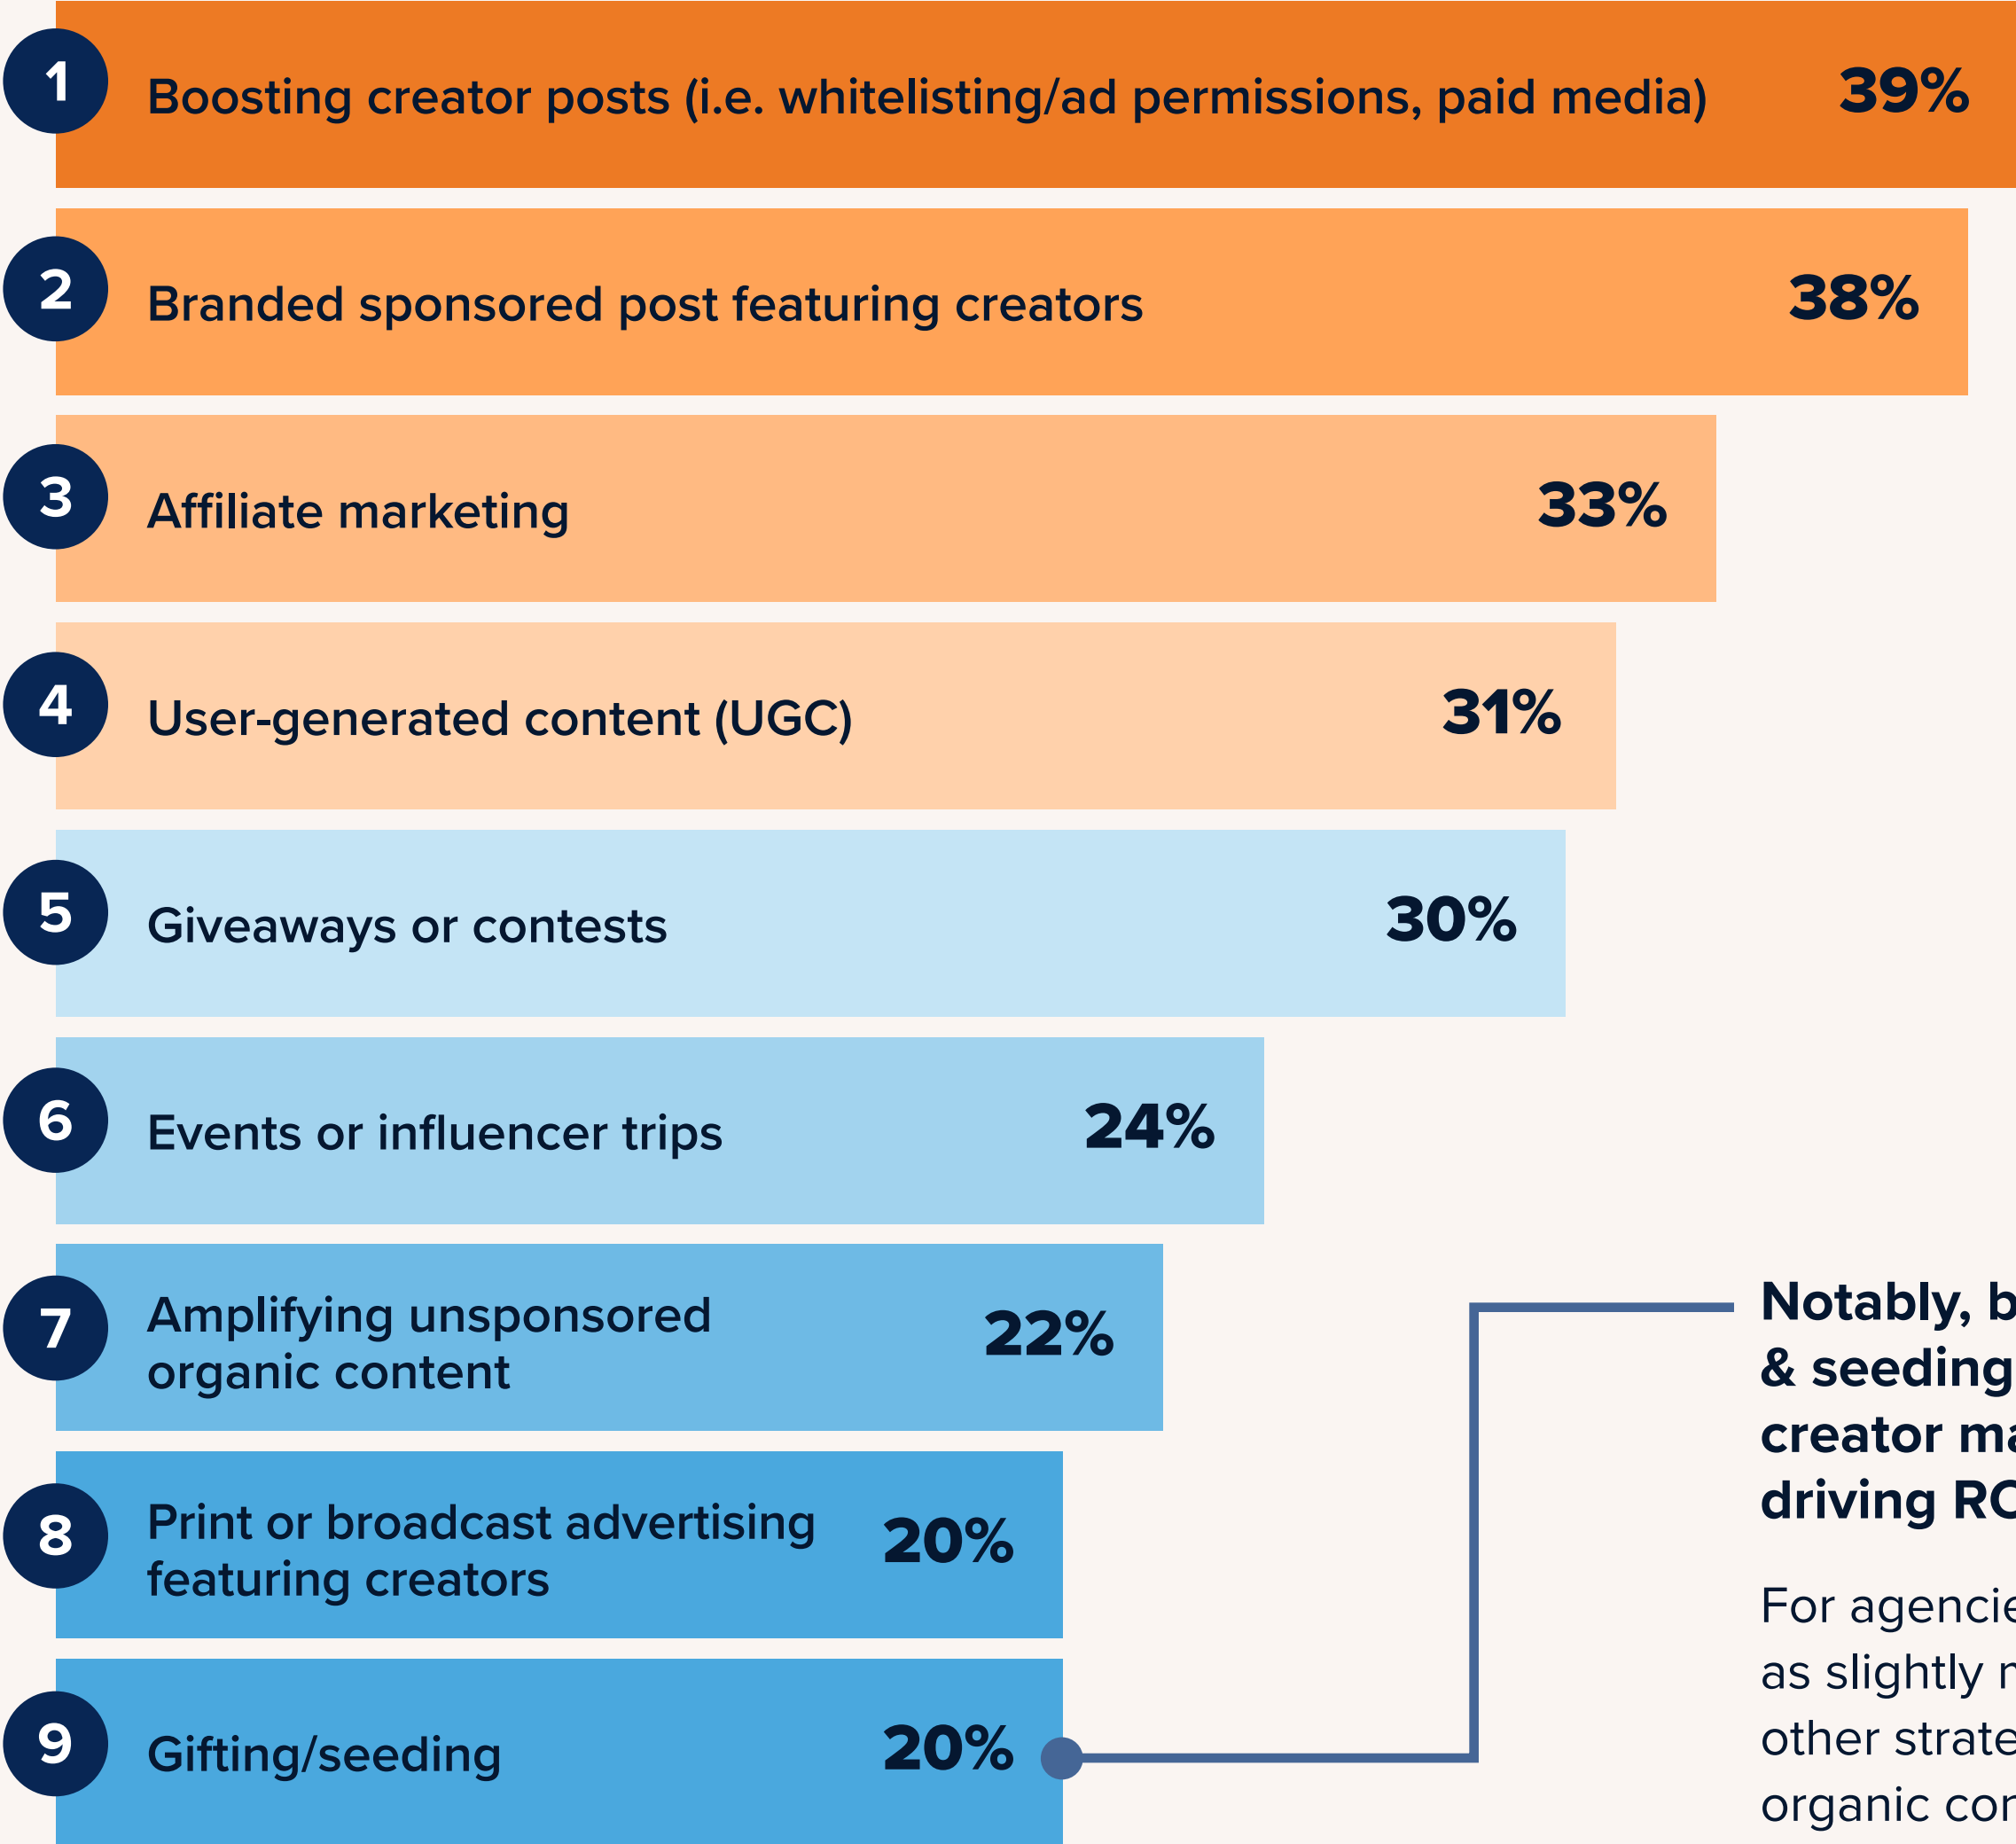 1
Boosting creator posts (i.e. whitelisting/ad permissions, paid media) 39%
2
Branded sponsored post featuring creators 38%
3
Affiliate marketing 33%
4
User-generated content (UGC) 31%
5
Giveaways or contests 30%
6
Events or influencer trips 24%
7
Amplifying unsponsored
organic content
22%
8
Print or broadcast advertising
featuring creators
20%
9
Gifting/seeding 20%
Notably,
& seeding
creator
driving
For
as slightly
other
organic